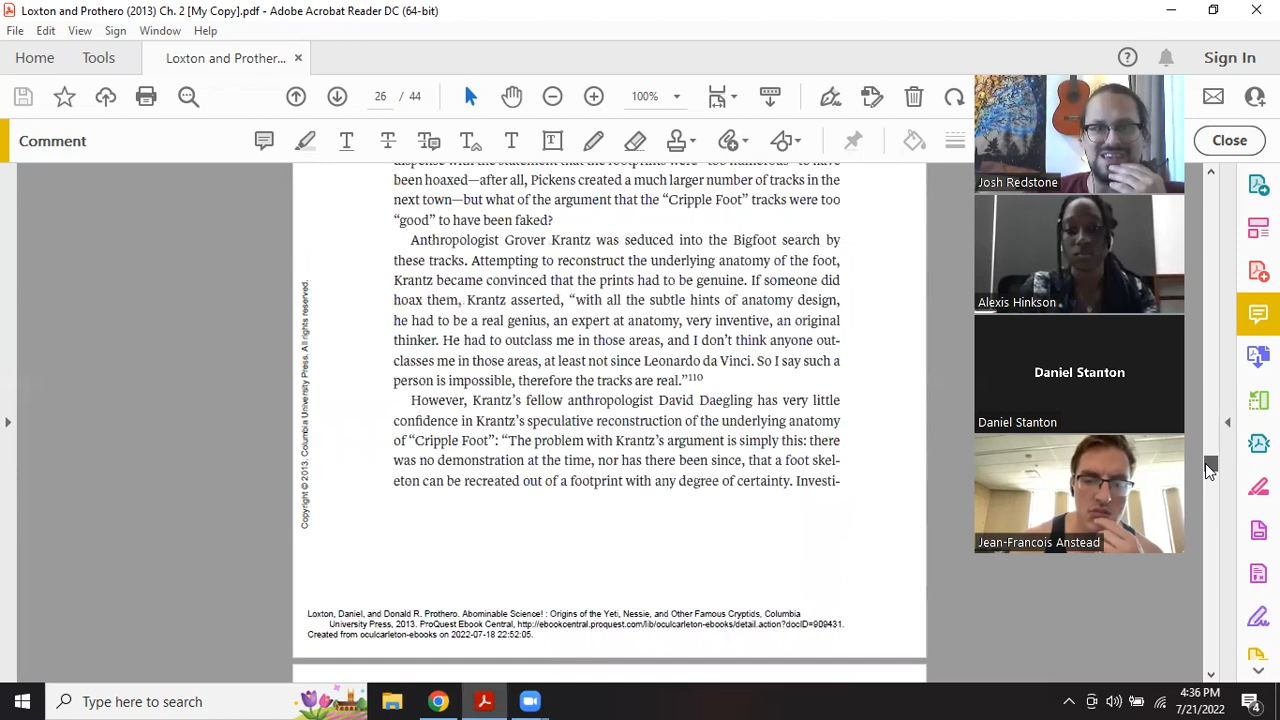 Loxton and Prothero (2013) Ch. 2 [My Copy].pdf - Adobe Acrobat Reader DC (64-bit)
File Edit View Sign Window Help
Home Tools Loxton and Prother... × Sign In
26 / 44 100%
Comment Close
been hoaxed—after all, Pickens created a much larger number of tracks in the
next town—but what of the argument that the “Cripple Foot” tracks were too
“good” to have been faked?
Anthropologist Grover Krantz was seduced into the Bigfoot search by
these tracks. Attempting to reconstruct the underlying anatomy of the foot,
Krantz became convinced that the prints had to be genuine. If someone did
hoax them, Krantz asserted, “with all the subtle hints of anatomy design,
he had to be a real genius, an expert at anatomy, very inventive, an original
thinker. He had to outclass me in those areas, and I don’t think anyone out-
classes me in those areas, at least not since Leonardo da Vinci. So I say such a
person is impossible, therefore the tracks are real.”110
However, Krantz’s fellow anthropologist David Daegling has very little
confidence in Krantz’s speculative reconstruction of the underlying anatomy
of “Cripple Foot”: “The problem with Krantz’s argument is simply this: there
was no demonstration at the time, nor has there been since, that a foot skel-
eton can be recreated out of a footprint with any degree of certainty. Investi-
Copyright © 2013. Columbia University Press. All rights reserved.
Loxton, Daniel, and Donald R. Prothero. Abominable Science! : Origins of the Yeti, Nessie, and Other Famous Cryptids, Columbia
University Press, 2013. ProQuest Ebook Central, http://ebookcentral.proquest.com/lib/oculcarleton-ebooks/detail.action?docID=909431.
Created from oculcarleton-ebooks on 2022-07-18 22:52:05.
Josh Redstone
Alexis Hinkson
Daniel Stanton
Daniel Stanton
Jean-Francois Anstead
Type here to search
4:36 PM
7/21/2022
4